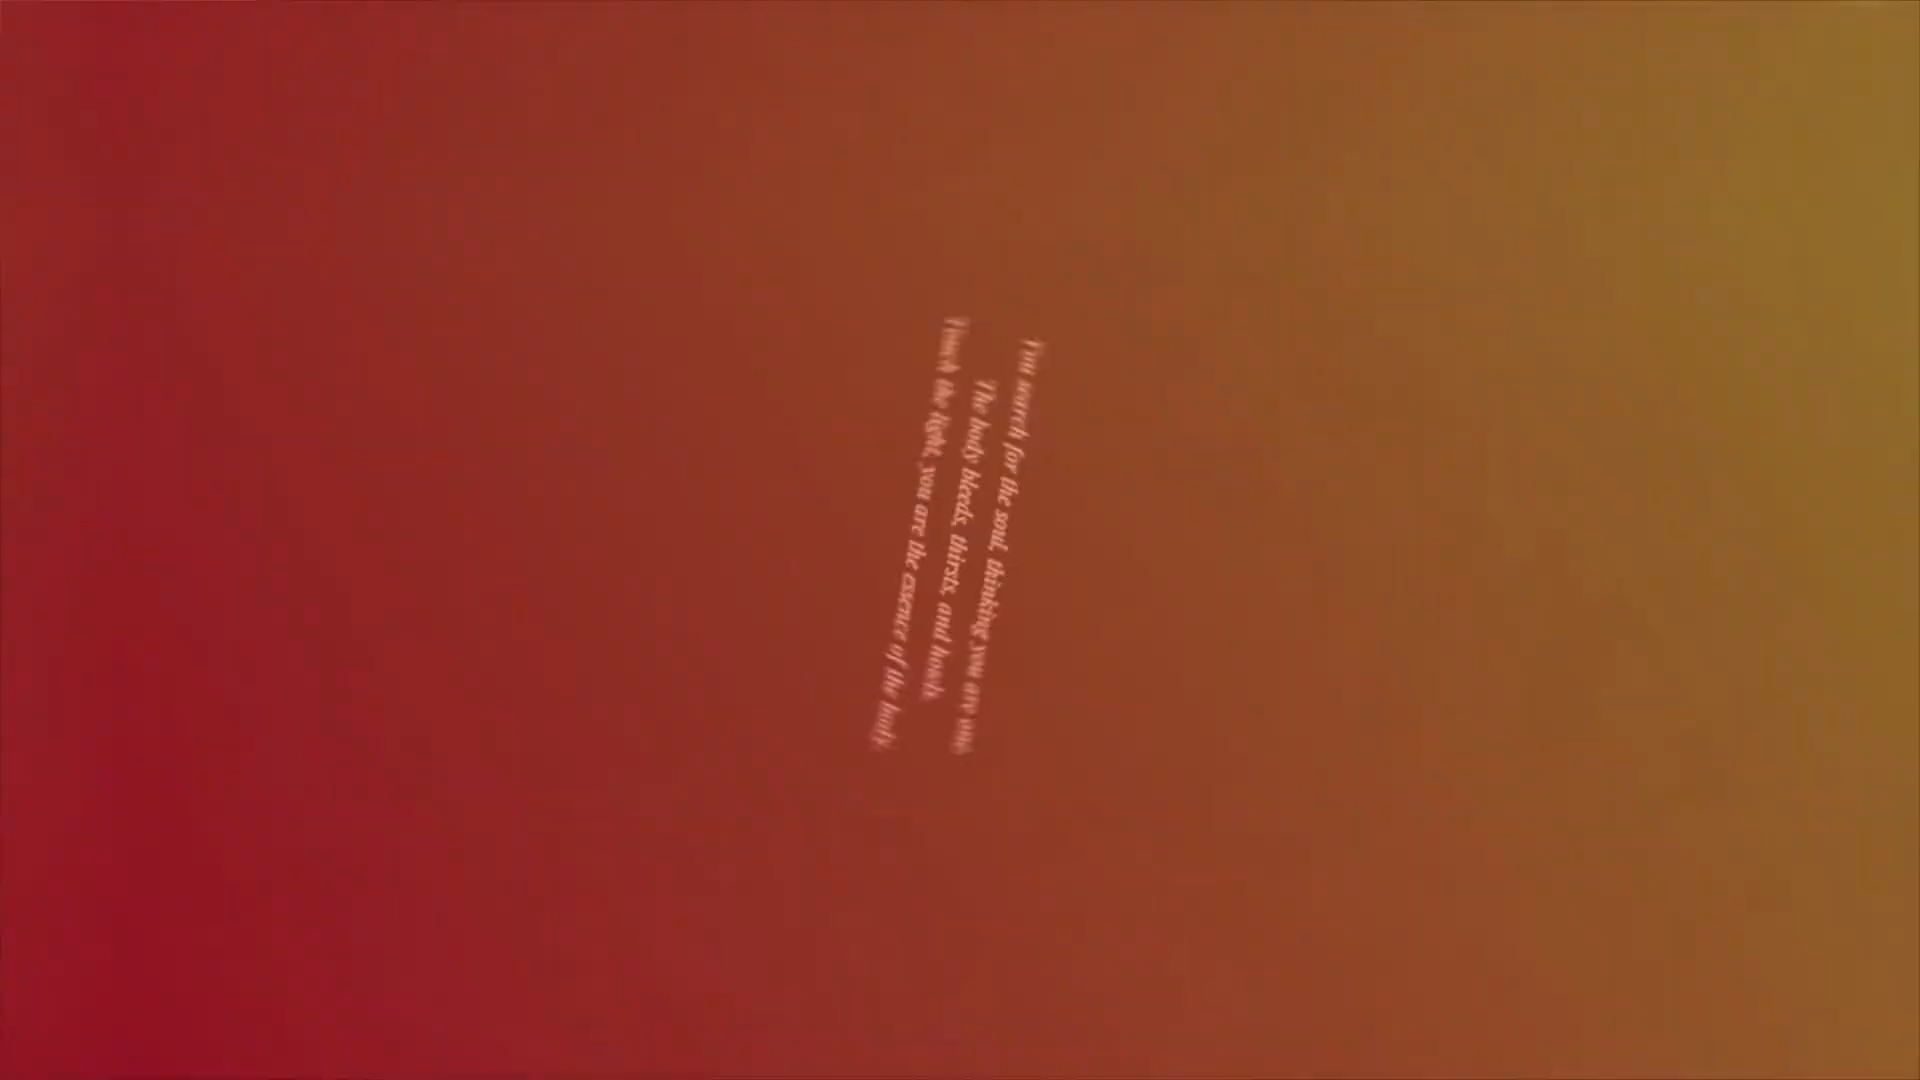 You search for the soul, thinking you are one
The body bleeds, thirsts, and howls
Touch the light, you are the essence of the body